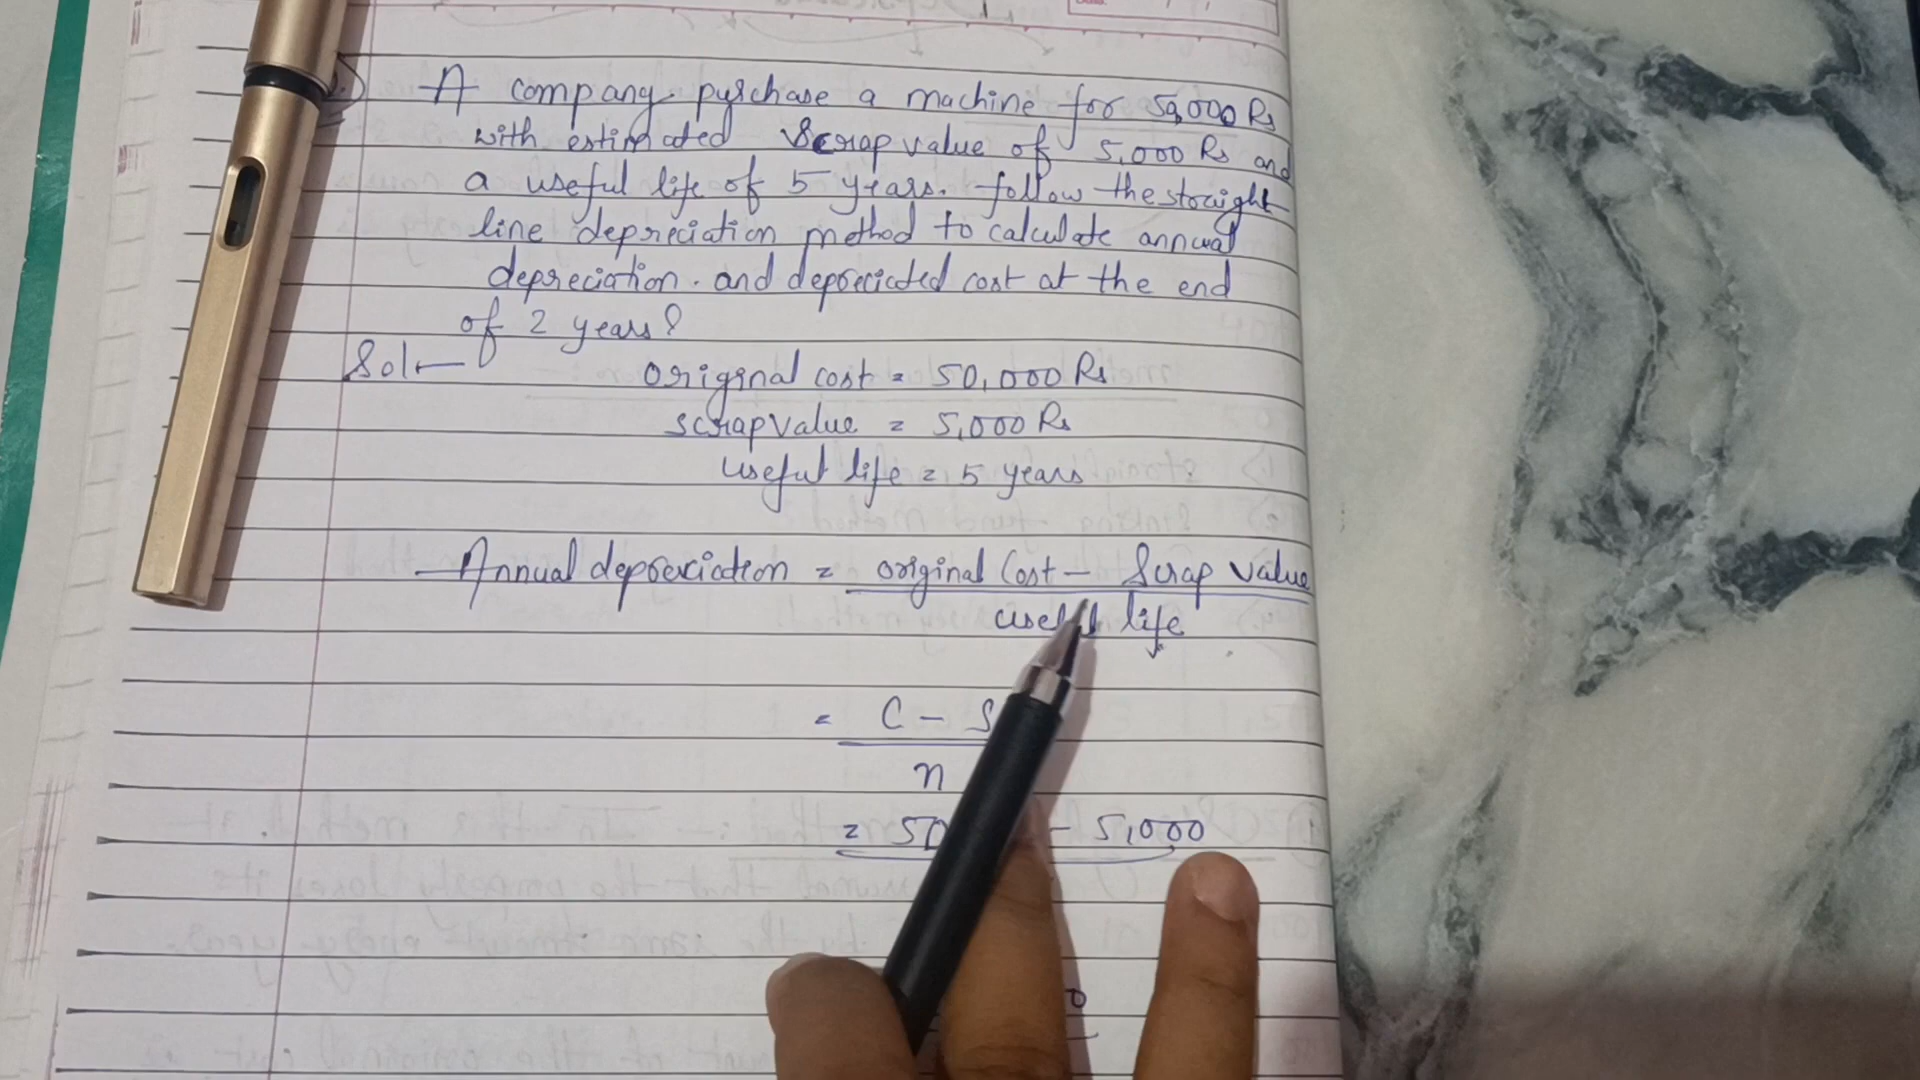 A company purchase a machine for 50,000 Rs
with estimated Scrap value of 5,000 Rs and
a useful life of 5 years. follow the straight
line depreciation method to calculate annual
depreciation. and depreciated cost at the end
of 2 years?
Sol:- original cost = 50,000 Rs
scrap value = 5,000 Rs
useful life = 5 years
Annual depreciation = original Cost - Scrap value
useful life
= C - S
n
= 50 - 5,000